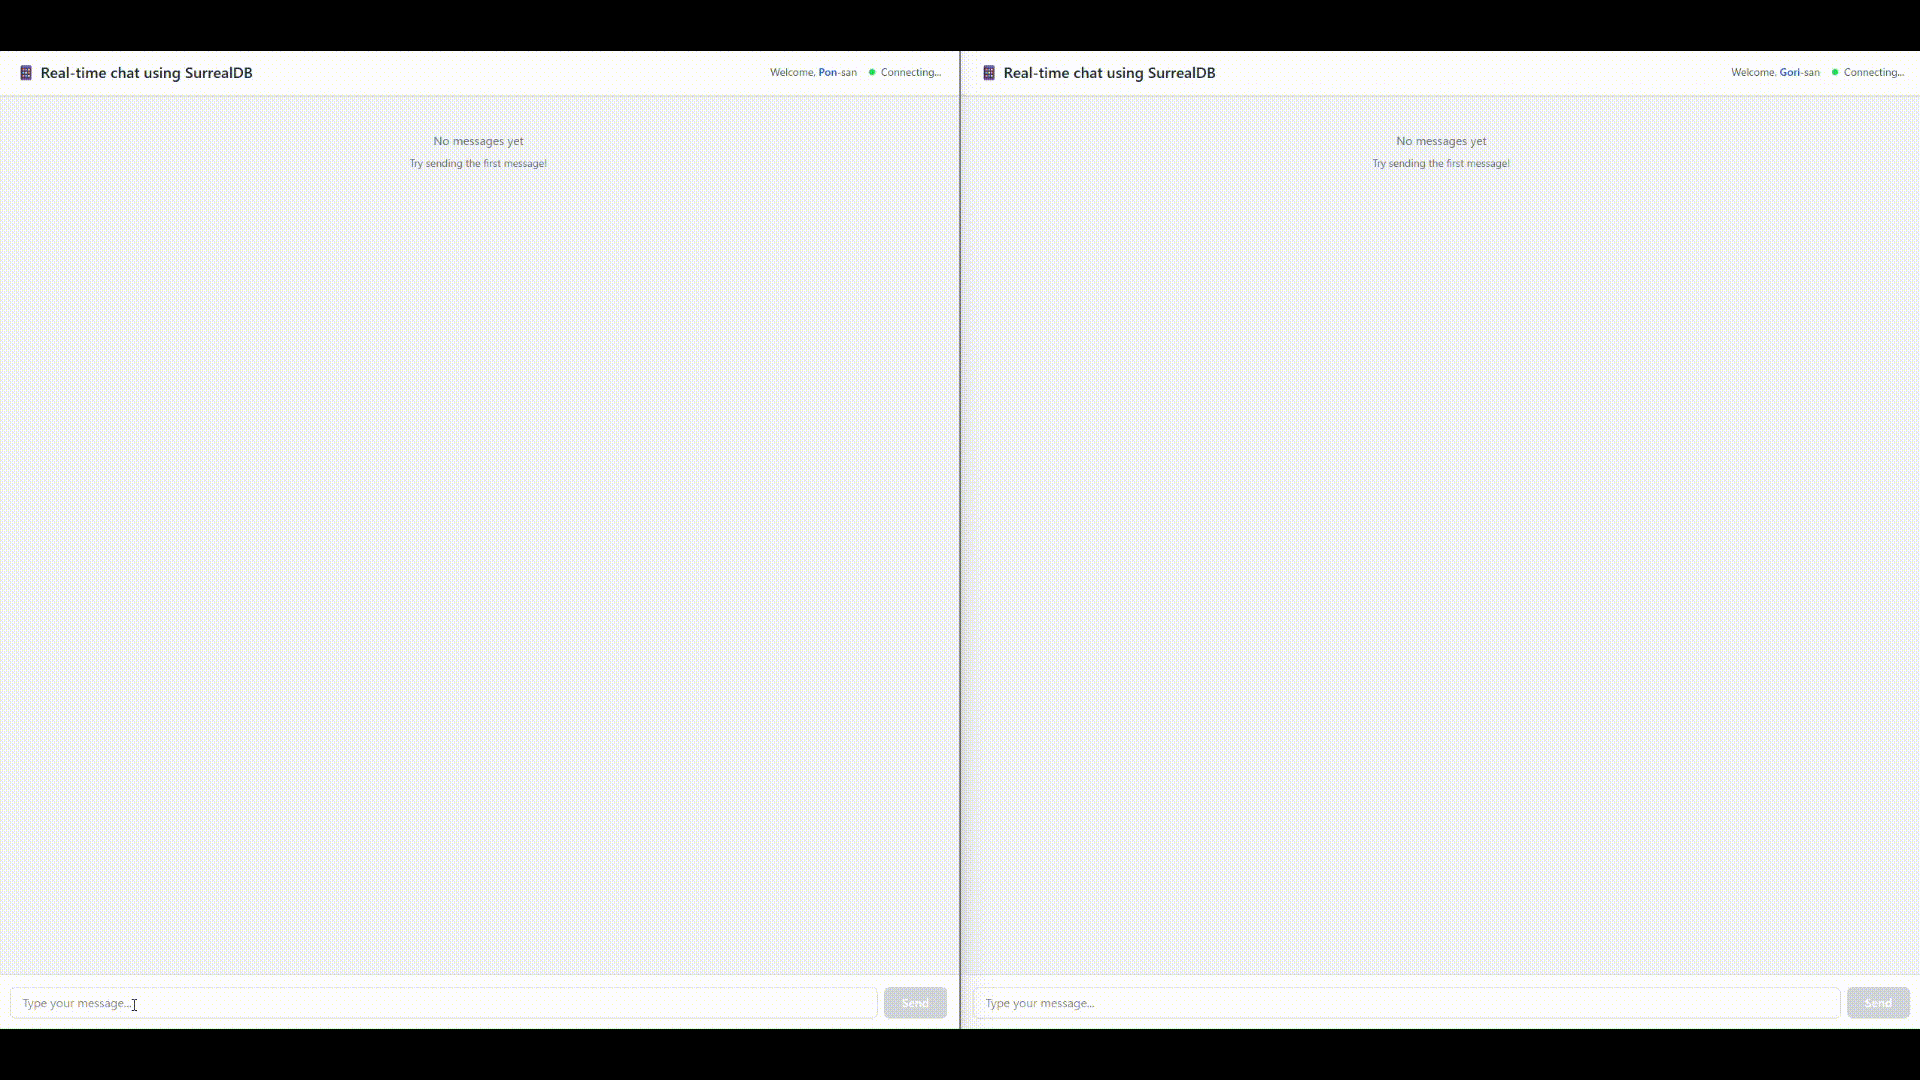 Real-time chat using SurrealDB
Welcome, Pon-san
Connecting...
No messages yet
Try sending the first message!
Type your message...
Send
Real-time chat using SurrealDB
Welcome, Gori-san
Connecting...
No messages yet
Try sending the first message!
Type your message...
Send